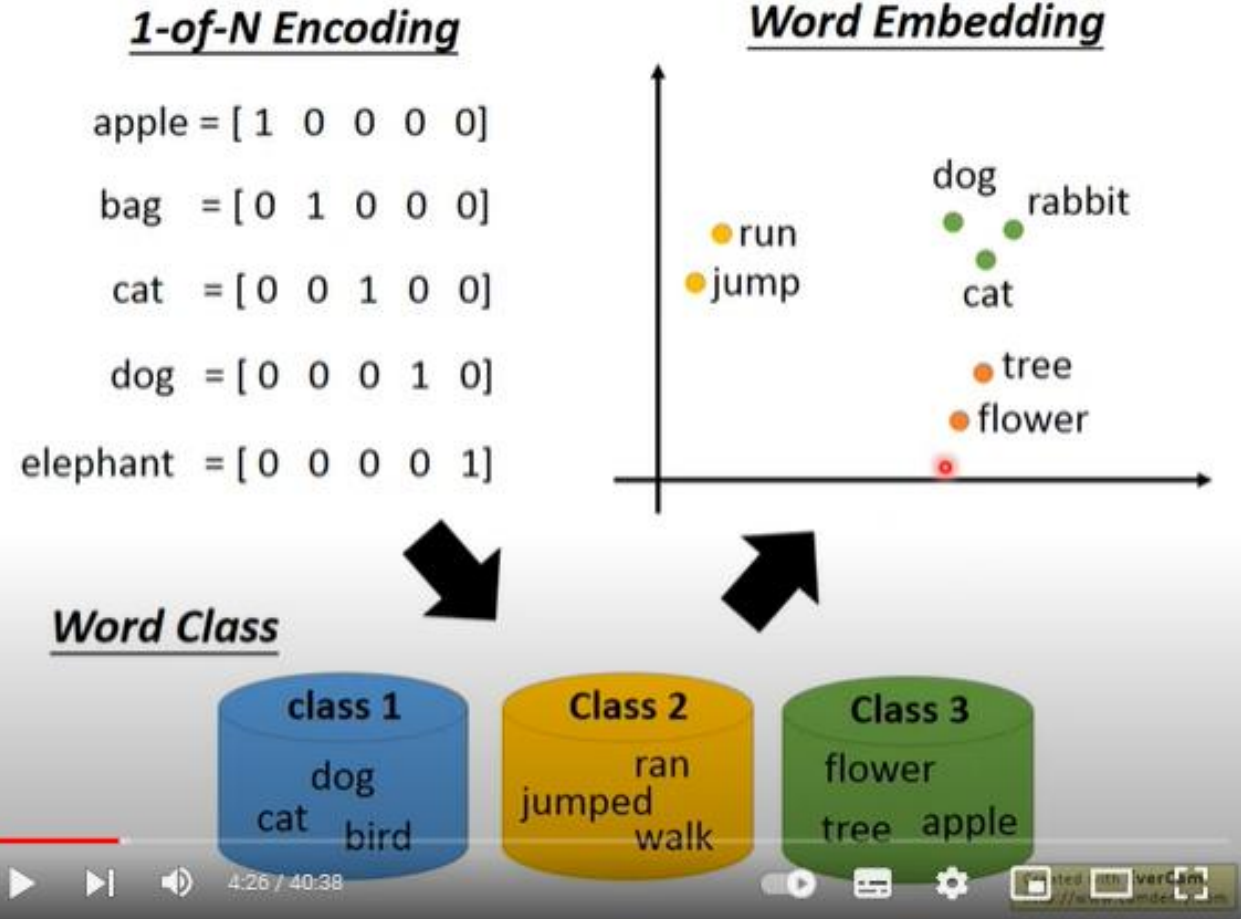 1-of-N Encoding
apple = [ 1 0 0 0 0]
bag = [ 0 1 0 0 0]
cat = [ 0 0 1 0 0]
dog = [ 0 0 0 1 0]
elephant = [ 0 0 0 0 1]
Word Embedding
dog
rabbit
run
jump
cat
tree
flower
Word Class
class 1
dog
cat
bird
Class 2
ran
jumped
walk
Class 3
flower
tree apple
4:26 / 40:38